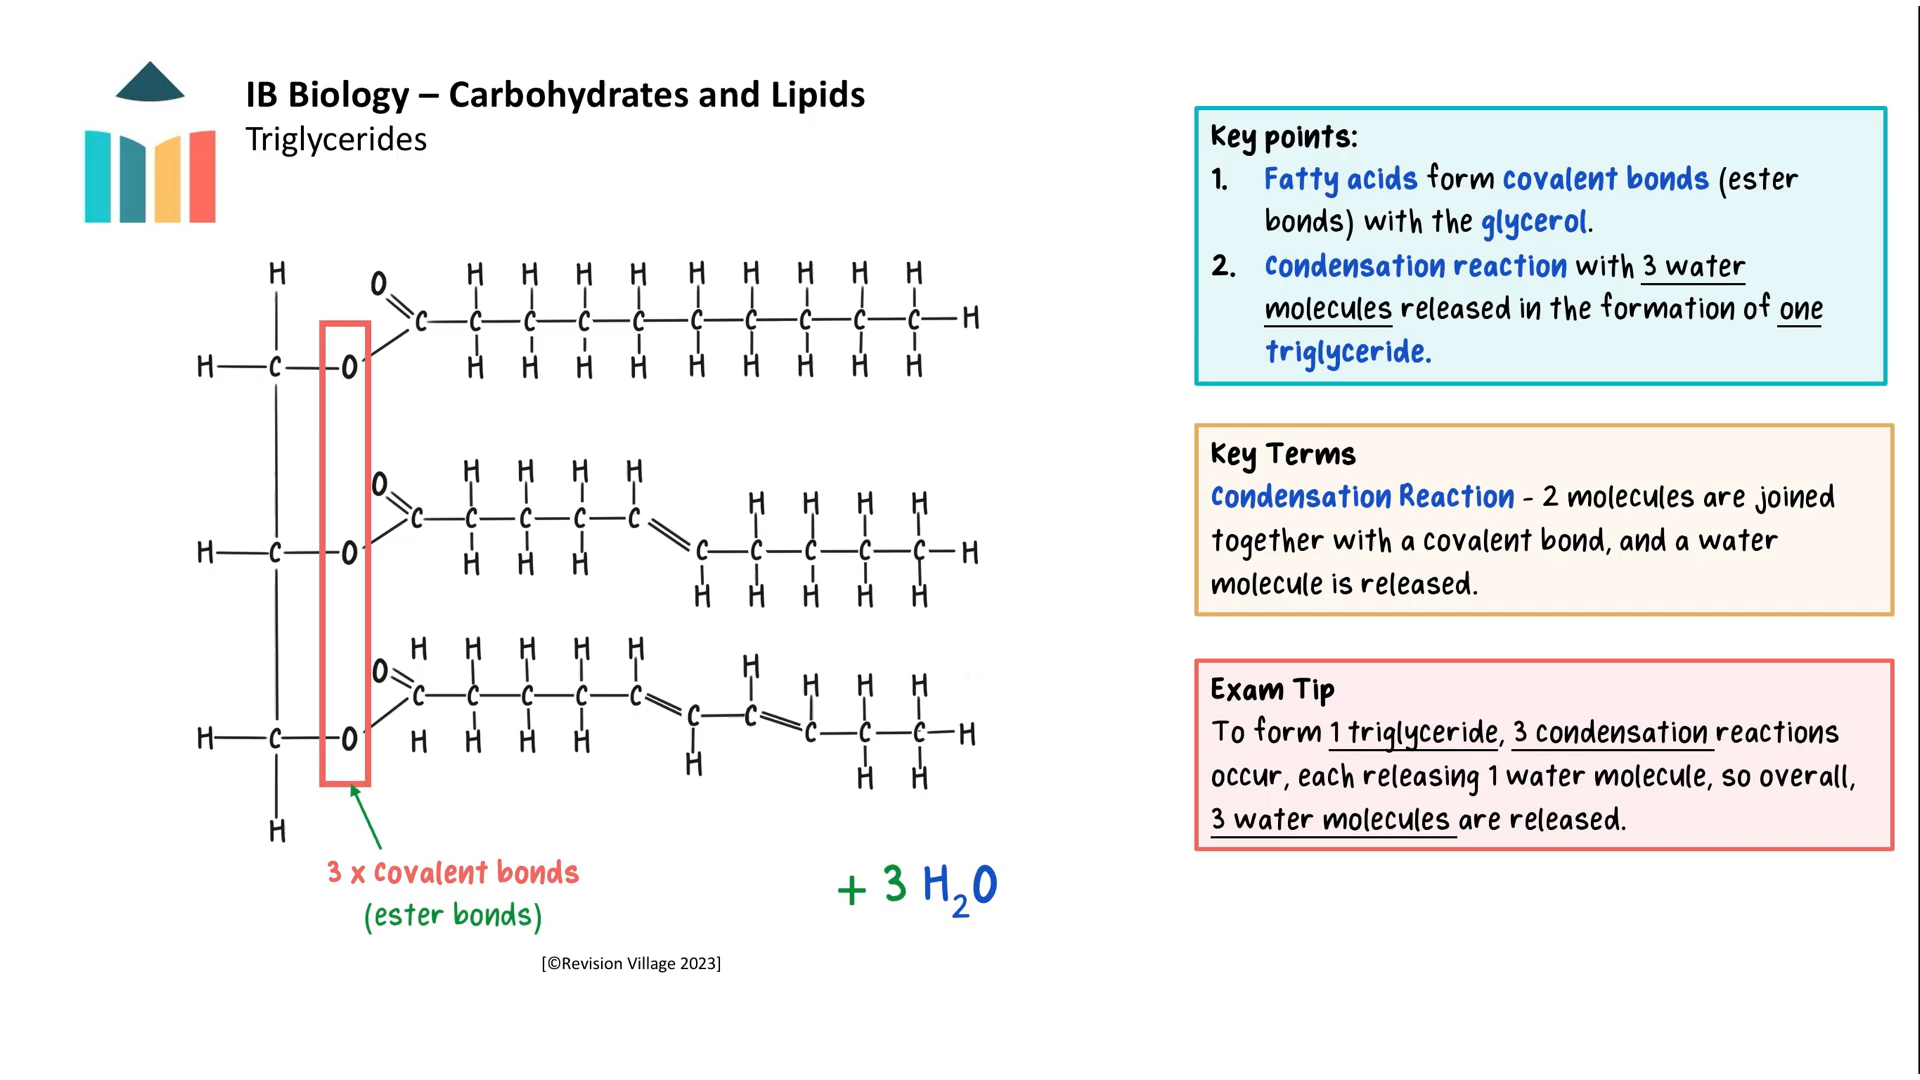 IB Biology – Carbohydrates and Lipids
Triglycerides
H O H H H H H H H H H
C C C C C C C C C C H
H C O H H H H H H H H H
H H H H
O H H H H
C C C C C
H C O C C C C C H
H H H
H H H H H
H H H H H
H
O H H H
C C C C C
C C
H C O H H H H C C C H
H
H H
H
3 x covalent bonds
(ester bonds)
+ 3 H₂O
[©Revision Village 2023]
Key points:
1. Fatty acids form covalent bonds (ester
bonds) with the glycerol.
2. Condensation reaction with 3 water
molecules released in the formation of one
triglyceride.
Key Terms
Condensation Reaction - 2 molecules are joined
together with a covalent bond, and a water
molecule is released.
Exam Tip
To form 1 triglyceride, 3 condensation reactions
occur, each releasing 1 water molecule, so overall,
3 water molecules are released.